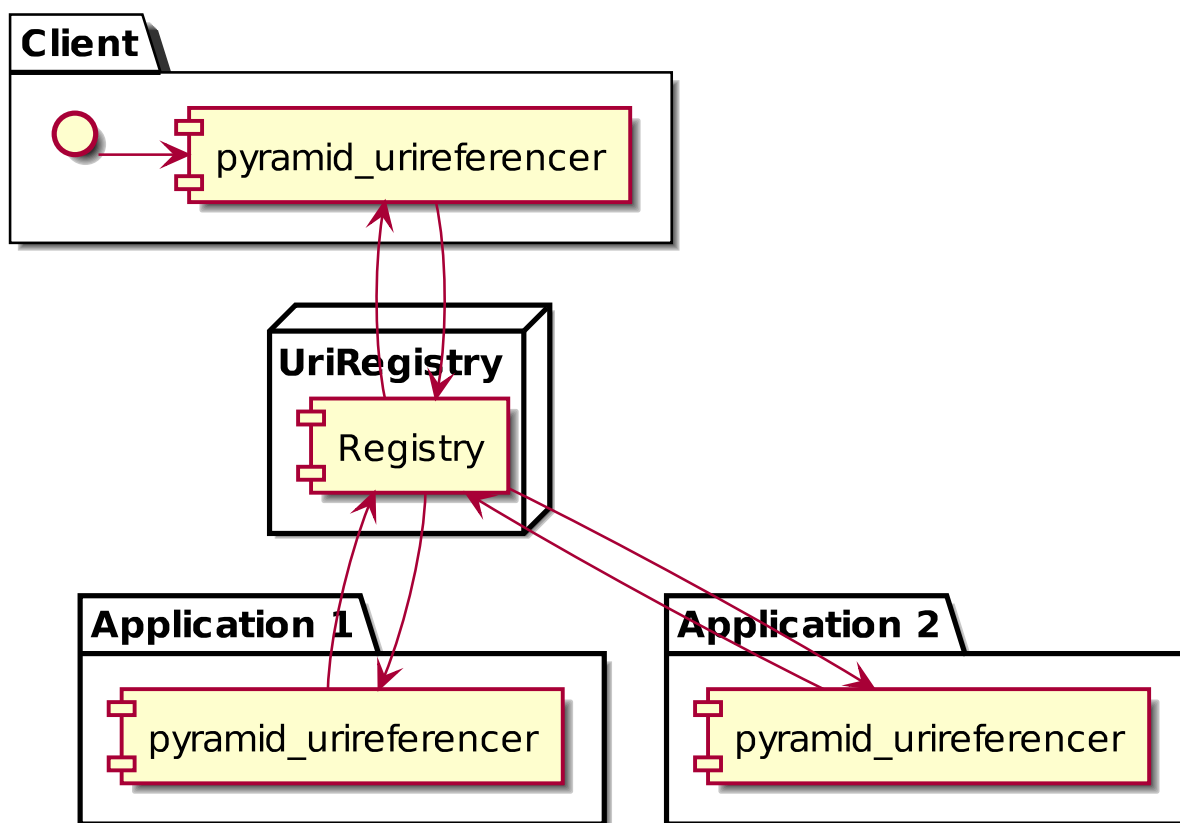 Client
pyramid_urireferencer
UriRegistry
Registry
Application 1
Application 2
pyramid_urireferencer
pyramid_urireferencer